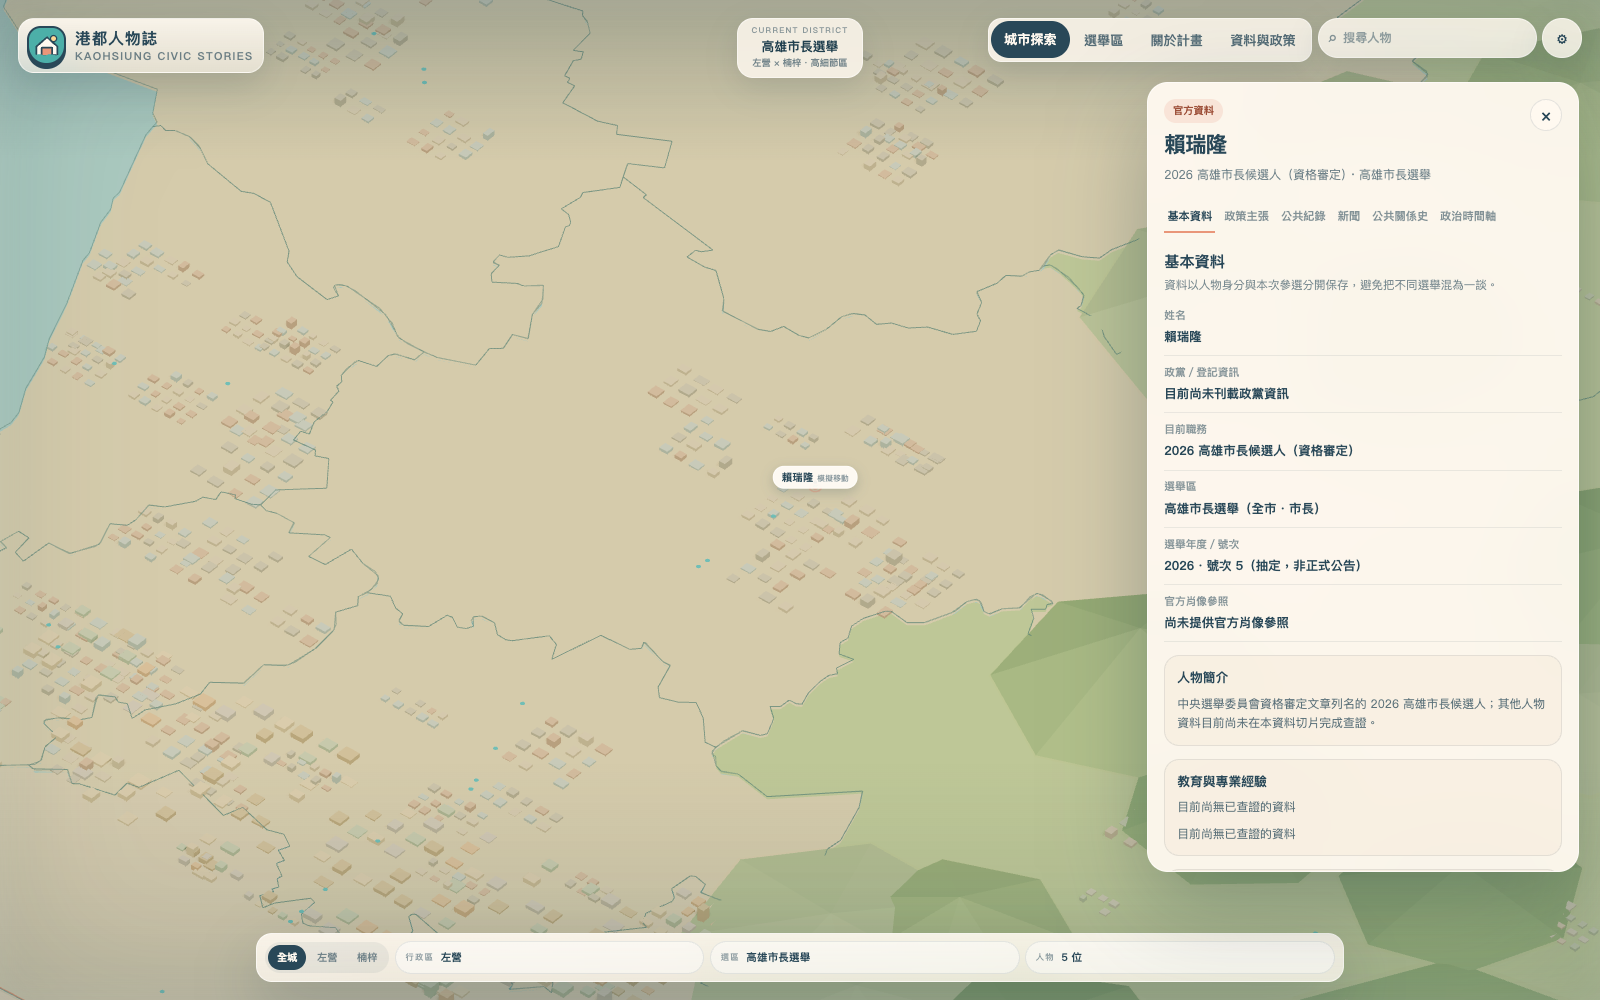 港都人物誌
KAOHSIUNG CIVIC STORIES
CURRENT DISTRICT
高雄市長選舉
左營 × 楠梓 · 高細節區
城市探索
選舉區
關於計畫
資料與政策
搜尋人物
官方資料
賴瑞隆
2026 高雄市長候選人（資格審定）· 高雄市長選舉
基本資料
政策主張
公共紀錄
新聞
公共關係史
政治時間軸
基本資料
資料以人物身分與本次參選分開保存，避免把不同選舉混為一談。
姓名
賴瑞隆
政黨 / 登記資訊
目前尚未刊載政黨資訊
目前職務
2026 高雄市長候選人（資格審定）
選舉區
高雄市長選舉（全市 · 市長）
選舉年度 / 號次
2026 · 號次 5（抽定，非正式公告）
官方肖像參照
尚未提供官方肖像參照
人物簡介
中央選舉委員會資格審定文章列名的 2026 高雄市長候選人；其他人物
資料目前尚未在本資料切片完成查證。
教育與專業經驗
目前尚無已查證的資料
目前尚無已查證的資料
賴瑞隆 模擬移動
全城
左營
楠梓
行政區 左營
選區 高雄市長選舉
人物 5 位